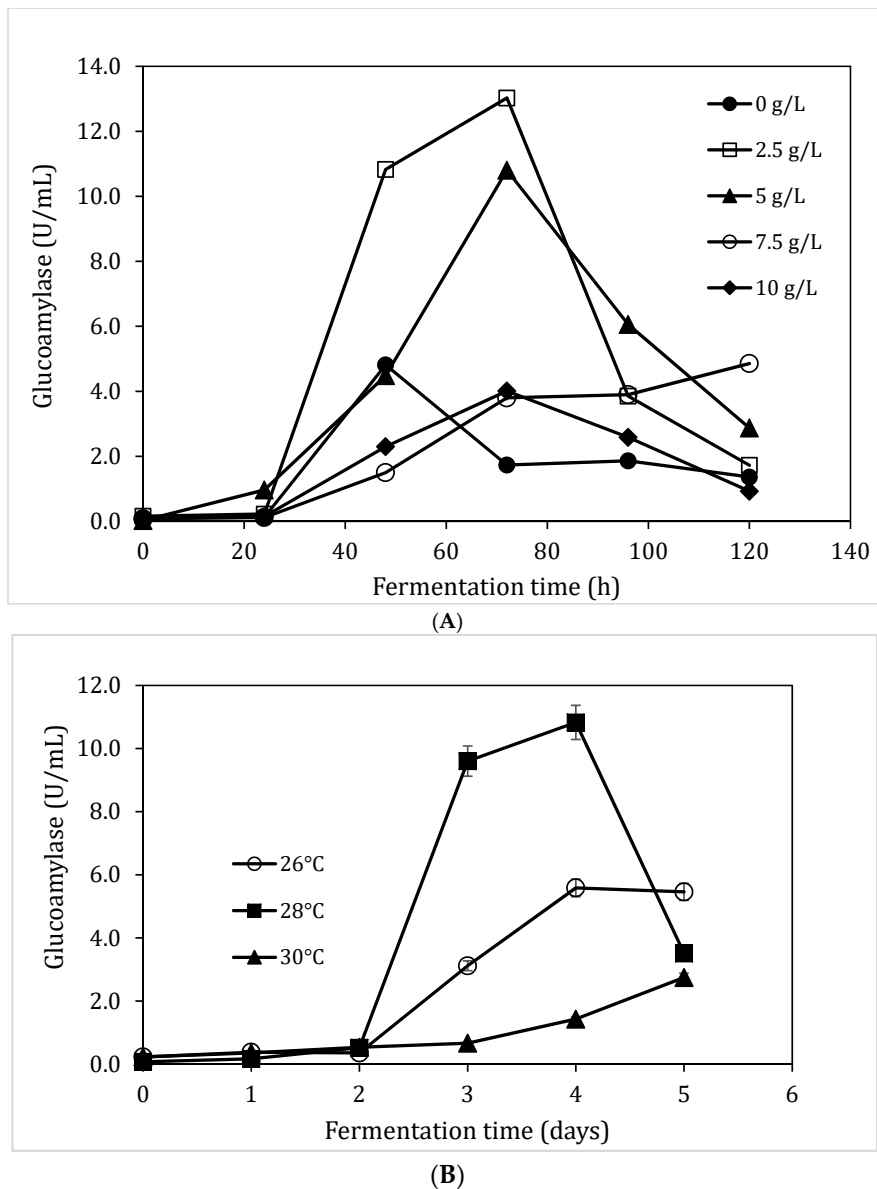 14.0
12.0
10.0
8.0
6.0
4.0
2.0
0.0
Glucoamylase (U/mL)
0 g/L
2.5 g/L
5 g/L
7.5 g/L
10 g/L
0 20 40 60 80 100 120 140
Fermentation time (h)
(A)
12.0
10.0
8.0
6.0
4.0
2.0
0.0
Glucoamylase (U/mL)
26°C
28°C
30°C
0 1 2 3 4 5 6
Fermentation time (days)
(B)